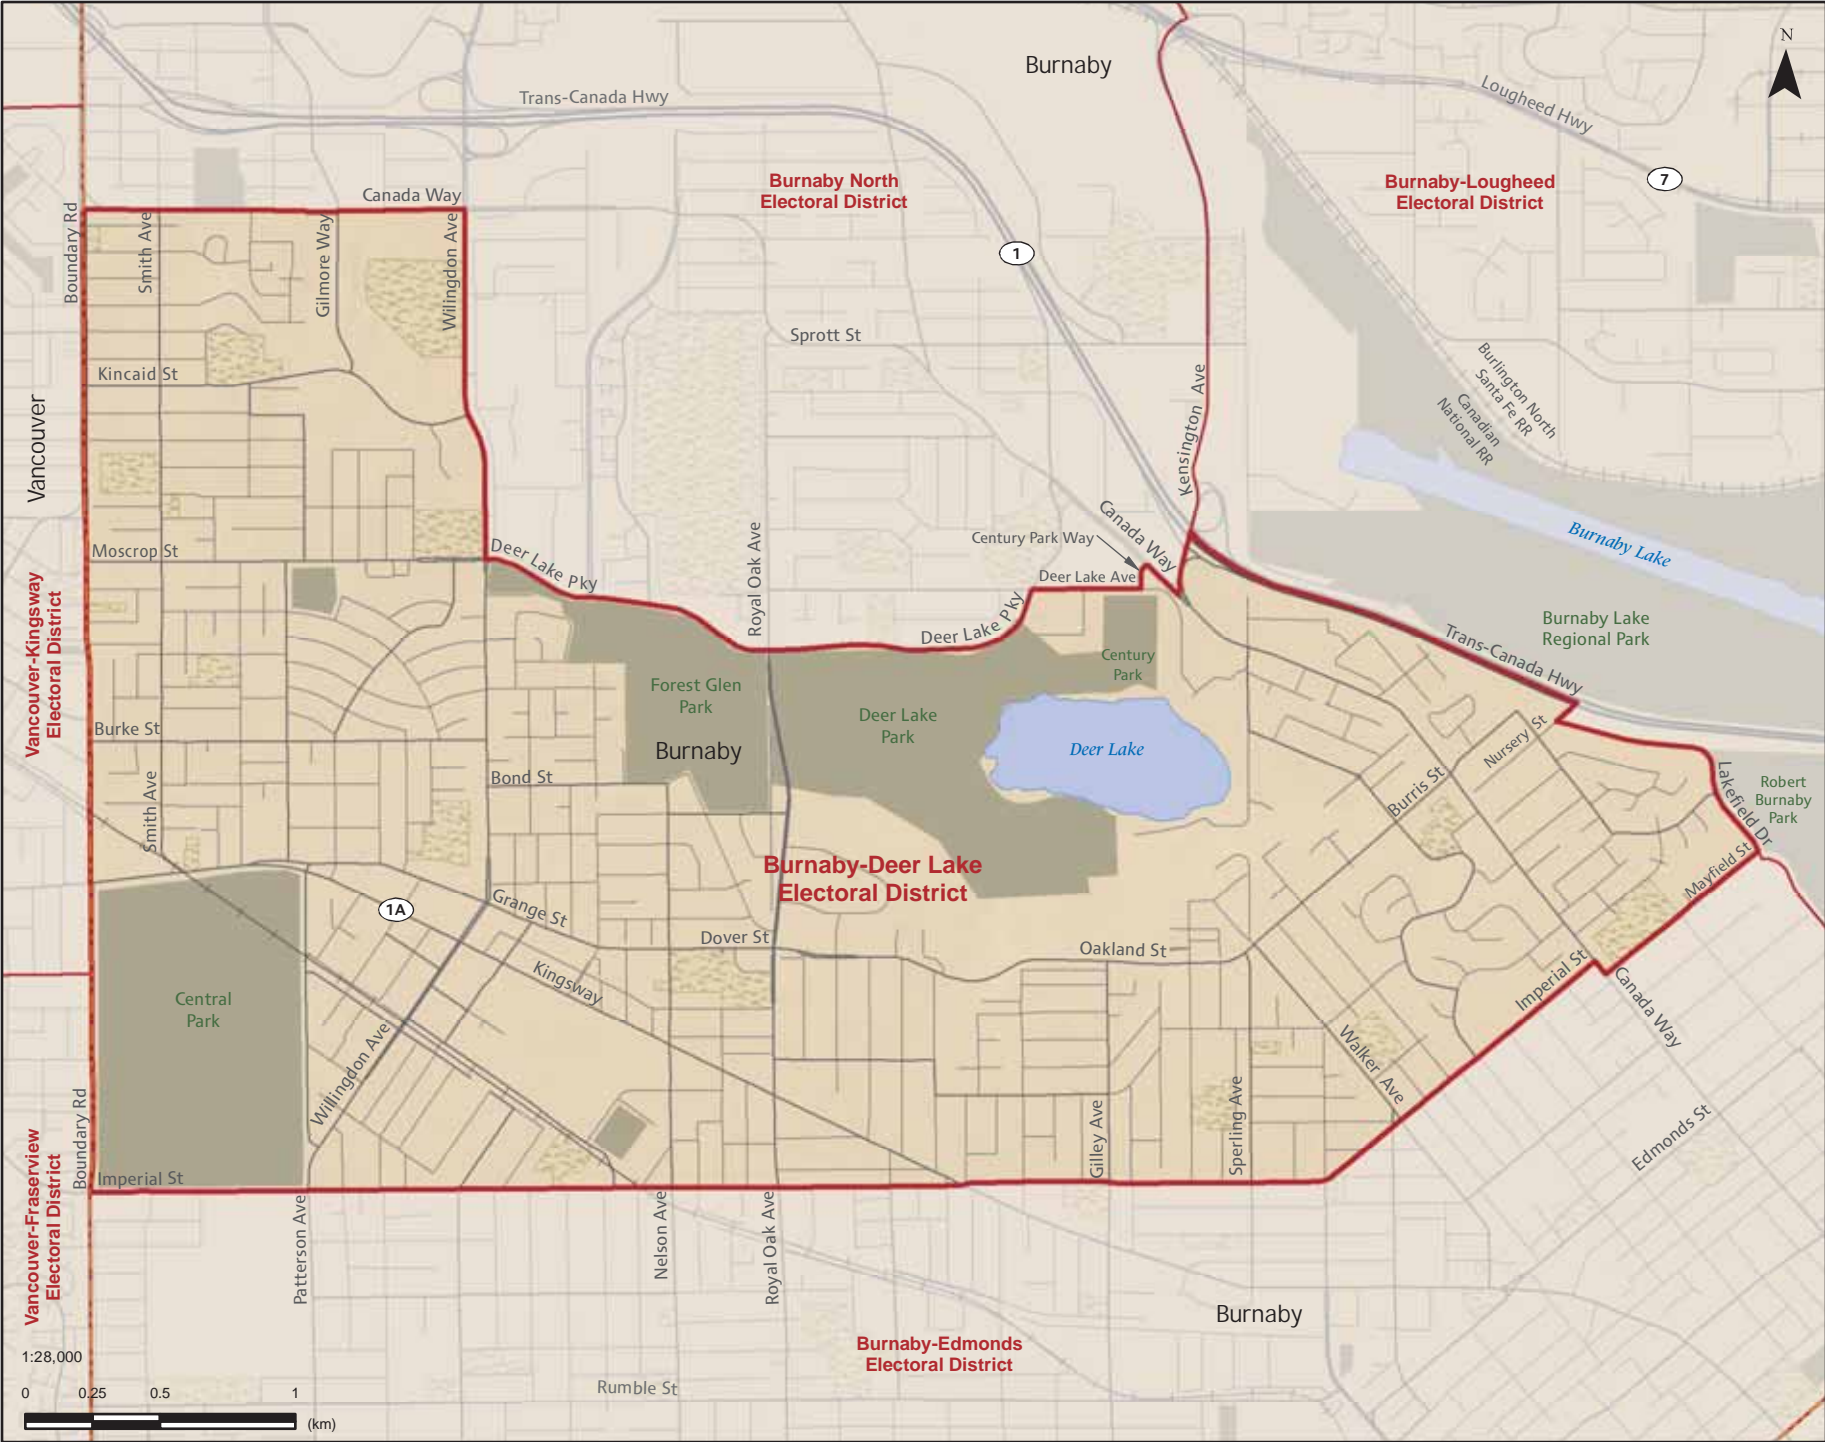 Burnaby
N
Trans-Canada Hwy
Lougheed Hwy
7
Burnaby North
Electoral District
Burnaby-Lougheed
Electoral District
Canada Way
Boundary Rd
Smith Ave
Gilmore Way
Wilingdon Ave
1
Sprott St
Kincaid St
Burlington North
Santa Fe RR
Canadian
National RR
Kensington Ave
Vancouver
Canada Way
Century Park Way
Moscrop St
Deer Lake Pky
Royal Oak Ave
Deer Lake Ave
Burnaby Lake
Vancouver-Kingsway
Electoral District
Deer Lake Pky
Burnaby Lake
Regional Park
Trans-Canada Hwy
Century
Park
Forest Glen
Park
Deer Lake
Park
Burke St
Burnaby
Deer Lake
Nursery St
Bond St
Burris St
Lakefield Dr
Robert
Burnaby
Park
Smith Ave
Burnaby-Deer Lake
Electoral District
Mayfield St
1A
Grange St
Dover St
Oakland St
Kingsway
Imperial St
Canada Way
Central
Park
Willingdon Ave
Walker Ave
Boundary Rd
Gilley Ave
Sperling Ave
Edmonds St
Imperial St
Vancouver-Fraserview
Electoral District
Patterson Ave
Nelson Ave
Royal Oak Ave
Burnaby
Burnaby-Edmonds
Electoral District
1:28,000
Rumble St
0 0.25 0.5 1
(km)